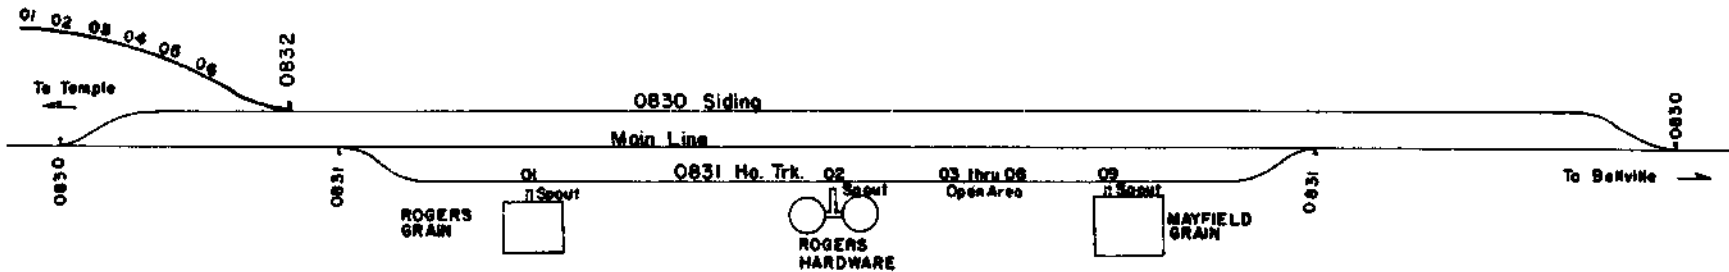 01 02 03 04 05 06
0832
To Temple
0830 Siding
0830
Main Line
0830
0831
01
0831 Ho. Trk.
02
03 thru 08
09
0831
Spout
Spout
Open Area
Spout
To Bellville
ROGERS
GRAIN
ROGERS
HARDWARE
MAYFIELD
GRAIN